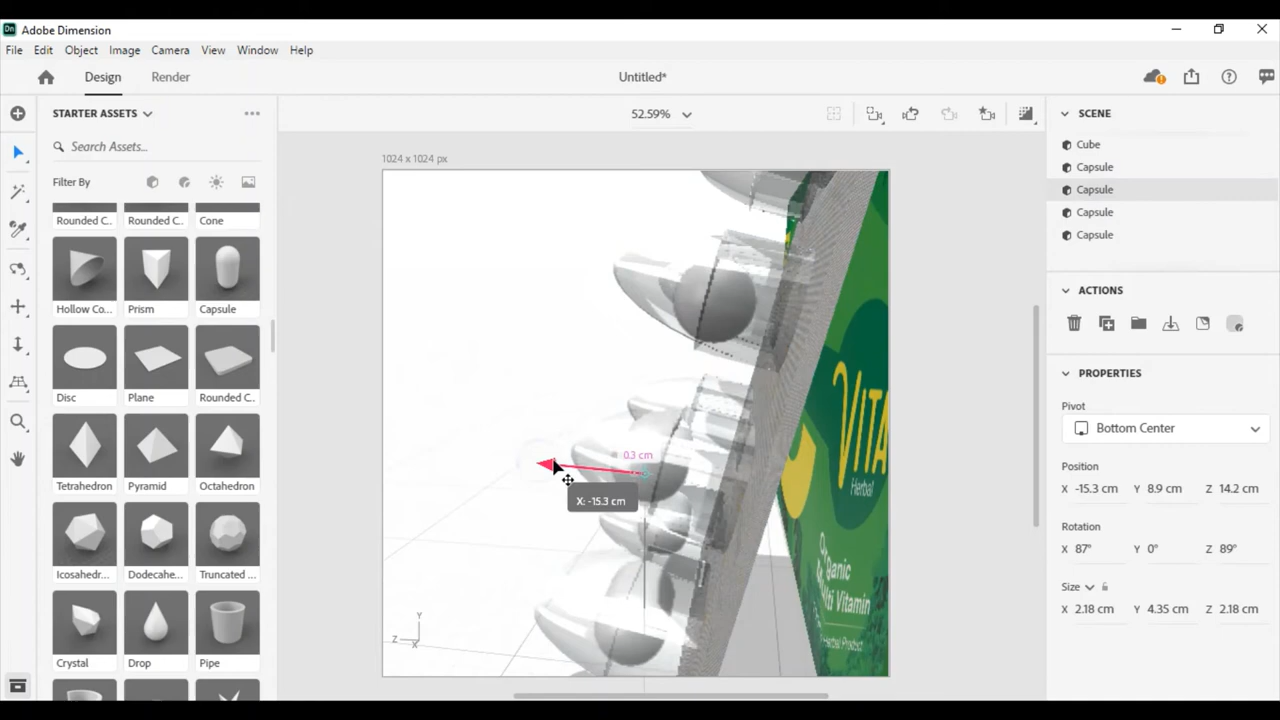 Adobe Dimension
File Edit Object Image Camera View Window Help
Design Render Untitled*
STARTER ASSETS 52.59% SCENE
Search Assets...
Filter By
1024 x 1024 px
Cube
Capsule
Capsule
Capsule
Capsule
Rounded C.. Rounded C.. Cone
Hollow Co... Prism Capsule
Disc Plane Rounded C..
Tetrahedron Pyramid Octahedron
Icosahedr... Dodecahe... Truncated ...
Crystal Drop Pipe
0.3 cm
X: -15.3 cm
Y
Z
X
VITA
Herbal
Organic
Multi Vitamin
Herbal Product
ACTIONS
PROPERTIES
Pivot
Bottom Center
Position
X -15.3 cm Y 8.9 cm Z 14.2 cm
Rotation
X 87° Y 0° Z 89°
Size
X 2.18 cm Y 4.35 cm Z 2.18 cm